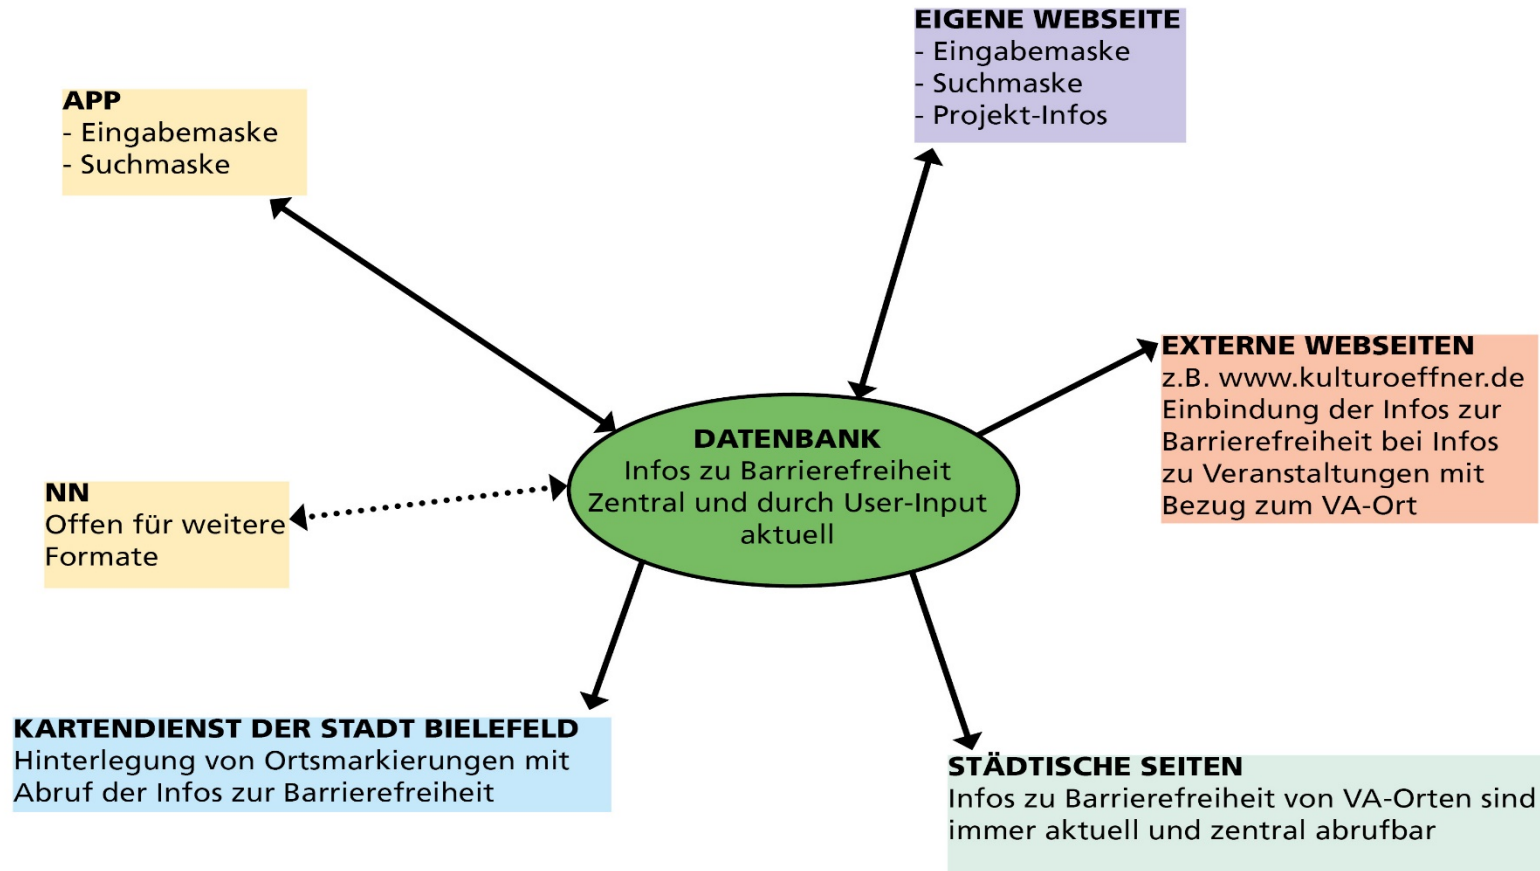 EIGENE WEBSEITE
- Eingabemaske
- Suchmaske
- Projekt-Infos
APP
- Eingabemaske
- Suchmaske
EXTERNE WEBSEITEN
z.B. www.kulturoeffner.de
Einbindung der Infos zur
Barrierefreiheit bei Infos
zu Veranstaltungen mit
Bezug zum VA-Ort
DATENBANK
Infos zu Barrierefreiheit
Zentral und durch User-Input
aktuell
NN
Offen für weitere
Formate
KARTENDIENST DER STADT BIELEFELD
Hinterlegung von Ortsmarkierungen mit
Abruf der Infos zur Barrierefreiheit
STÄDTISCHE SEITEN
Infos zu Barrierefreiheit von VA-Orten sind
immer aktuell und zentral abrufbar